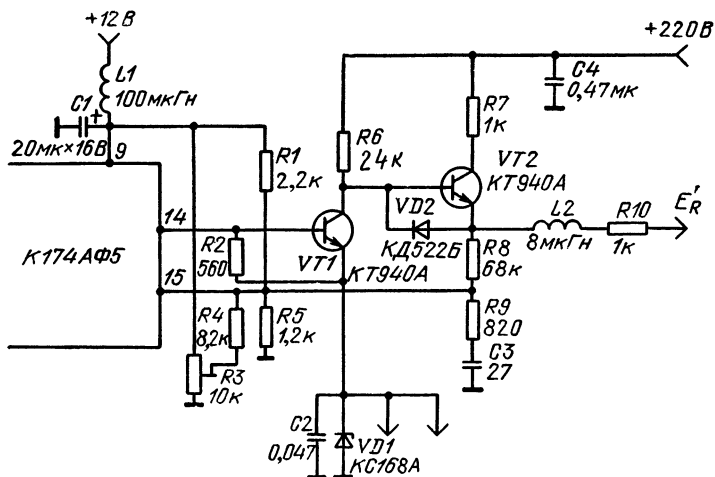 +12В
+220В
L1
100мкГн
C1
+
20мк×16В
9
C4
0,47мк
R7
1к
R6
24к
R1
2,2к
VT2
КТ940А
14
VD2
КД522Б
L2
8мкГн
R10
1к
E'R
К174АФ5
R2
560
VT1
КТ940А
R8
68к
15
R4
8,2к
R5
1,2к
R9
820
R3
10к
C3
27
C2
0,047
VD1
КС168А